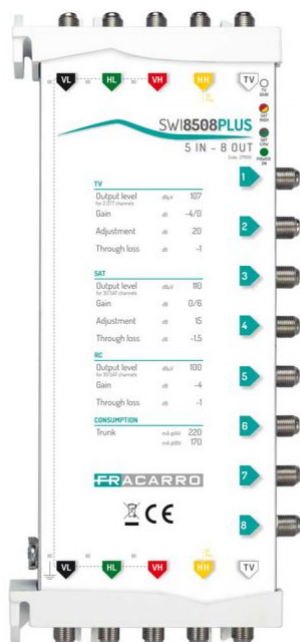 VL HL VH HH TV
TV GAIN
SAT HIGH
SAT LOW
POWER ON
SWI8508PLUS
5 IN - 8 OUT
1
2
3
4
5
6
7
8
TV
Output level dBµV 107
for 2 DTT channels
Gain dB -4/0
Adjustment dB 20
Through loss dB -1
SAT
Output level dBµV 110
Gain dB 0/6
Adjustment dB 15
Through loss dB -1.5
RC
Output level dBµV 100
Gain dB -4
Through loss dB -1
CONSUMPTION
Trunk 220
170
FRACARRO
CE
VL HL VH HH TV